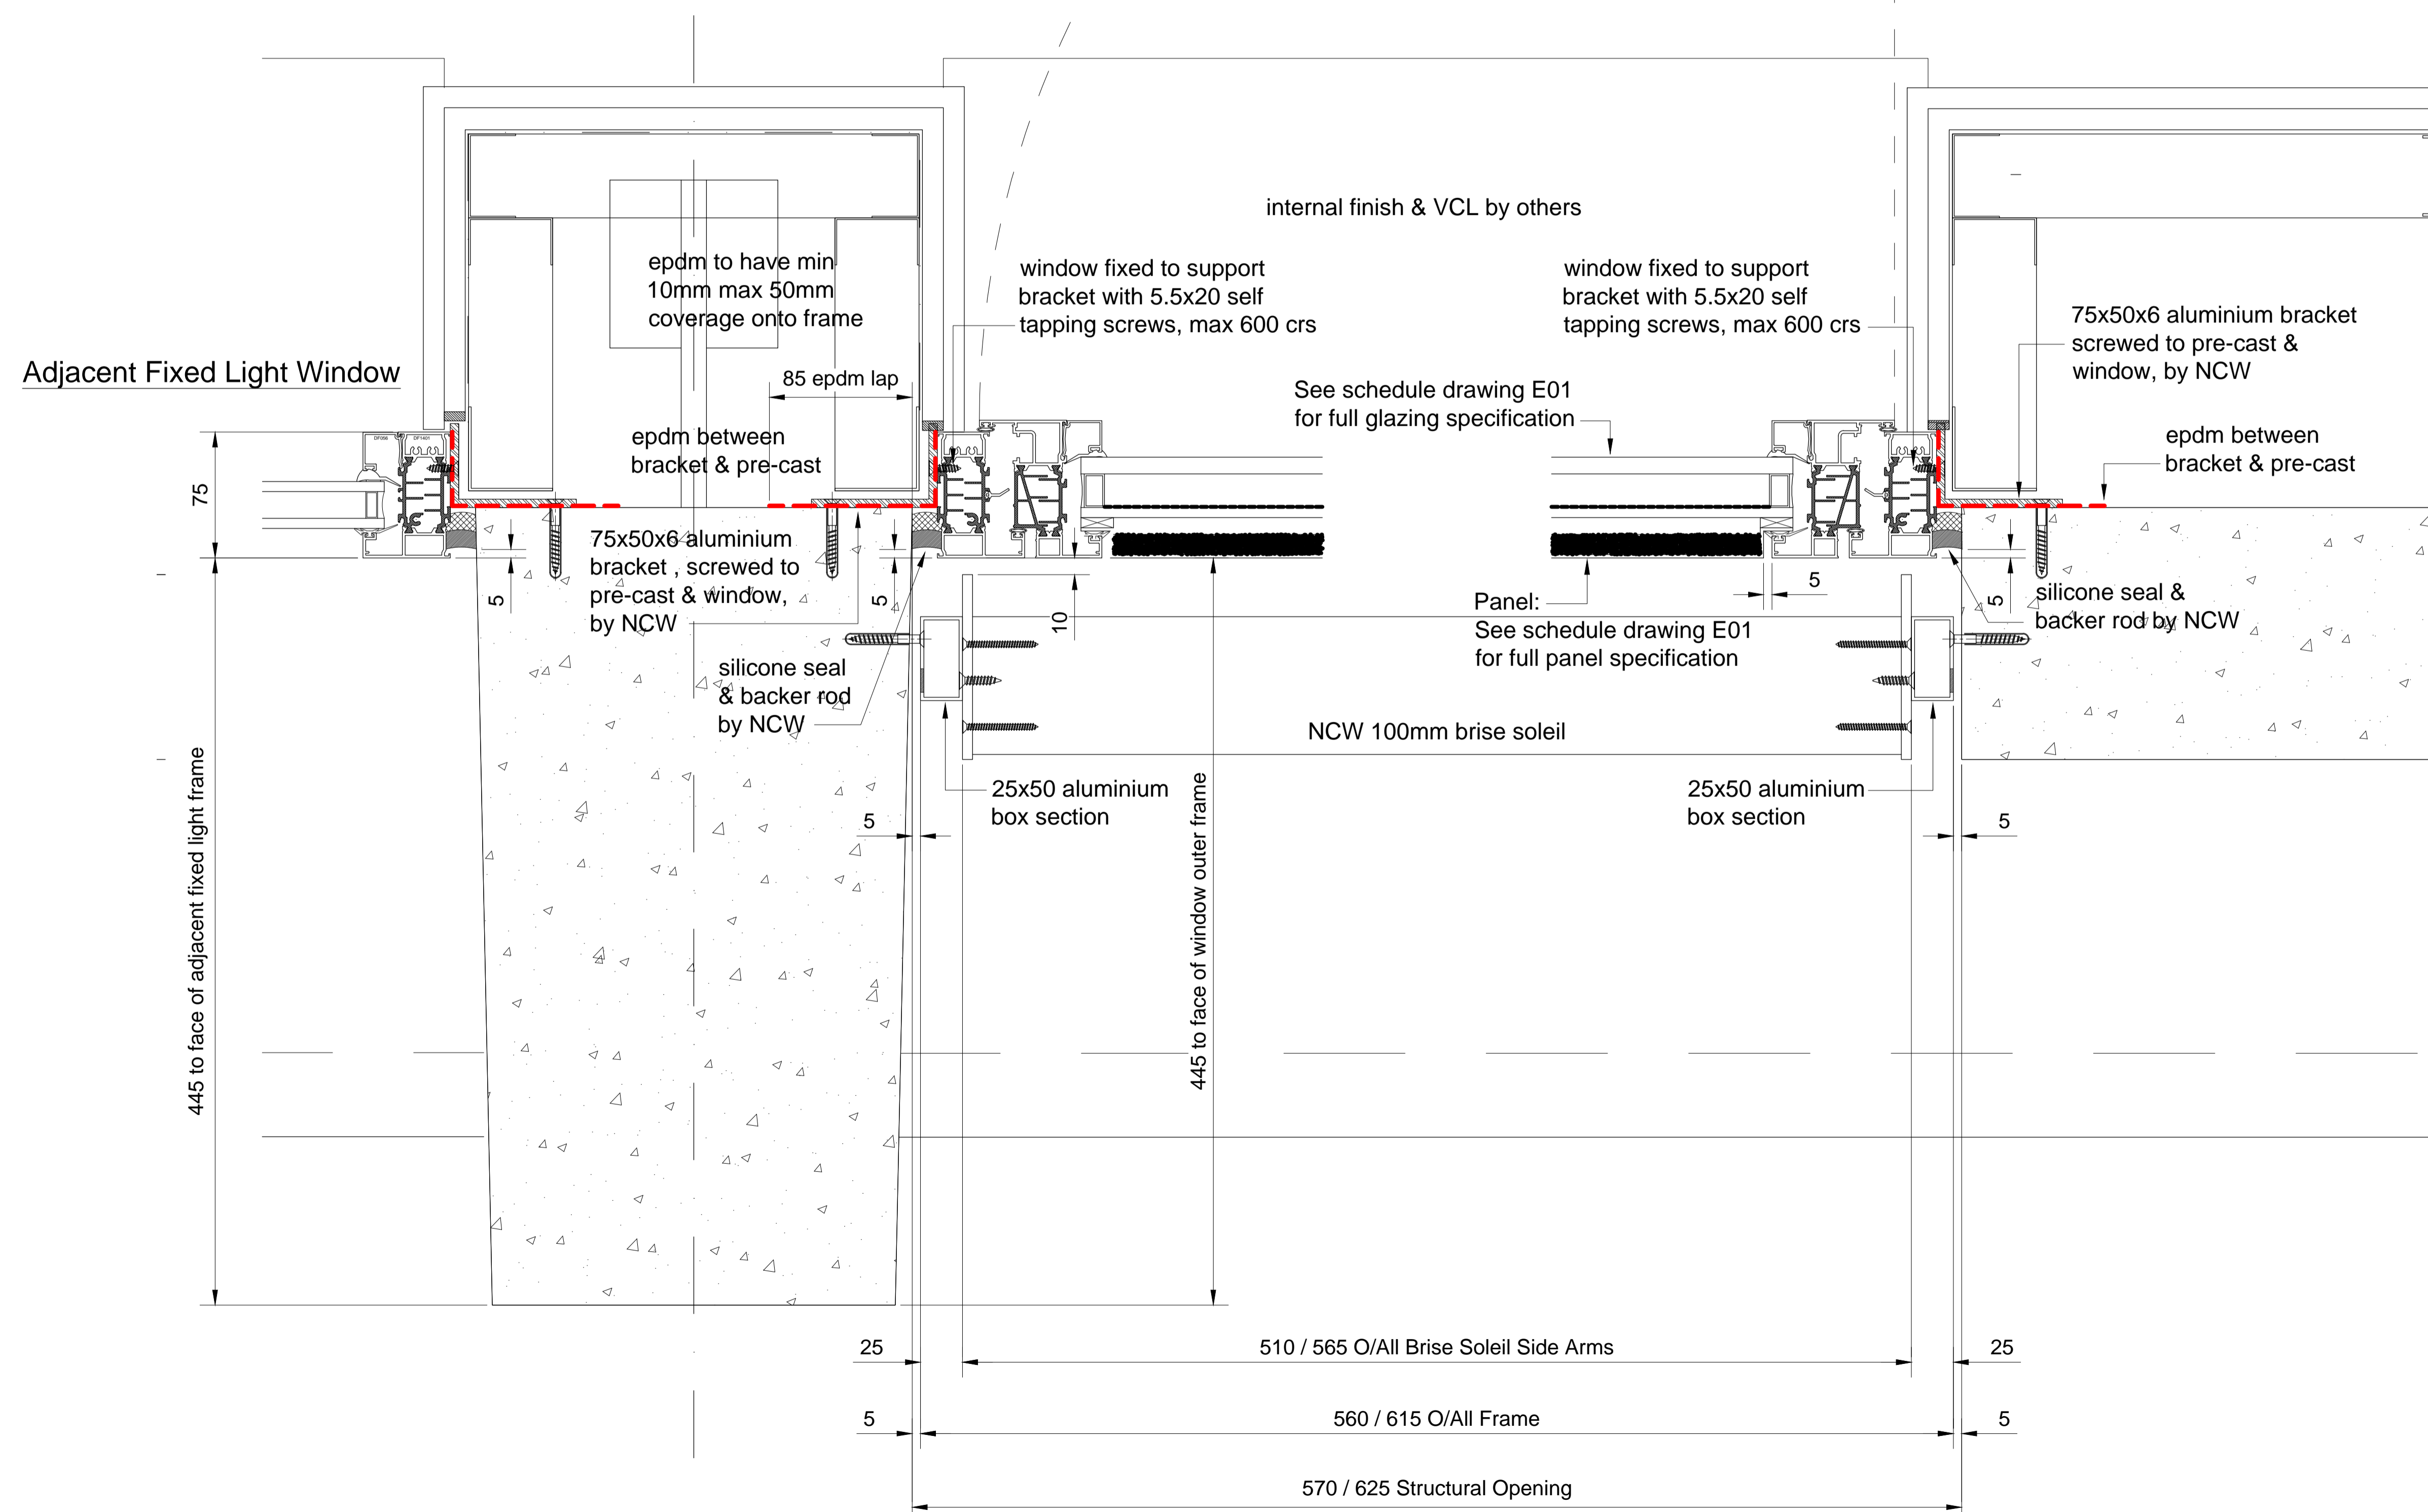 internal finish & VCL by others
epdm to have min
10mm max 50mm
coverage onto frame
window fixed to support
bracket with 5.5x20 self
tapping screws, max 600 crs
window fixed to support
bracket with 5.5x20 self
tapping screws, max 600 crs
75x50x6 aluminium bracket
screwed to pre-cast &
window, by NCW
Adjacent Fixed Light Window
85 epdm lap
See schedule drawing E01
for full glazing specification
DF056
DF1401
epdm between
bracket & pre-cast
epdm between
bracket & pre-cast
75
75x50x6 aluminium
bracket , screwed to
pre-cast & window,
by NCW
5
5
10
5
5
Panel:
See schedule drawing E01
for full panel specification
silicone seal &
backer rod by NCW
silicone seal
& backer rod
by NCW
NCW 100mm brise soleil
25x50 aluminium
box section
25x50 aluminium
box section
5
5
445 to face of adjacent fixed light frame
445 to face of window outer frame
25
510 / 565 O/All Brise Soleil Side Arms
25
5
560 / 615 O/All Frame
5
570 / 625 Structural Opening